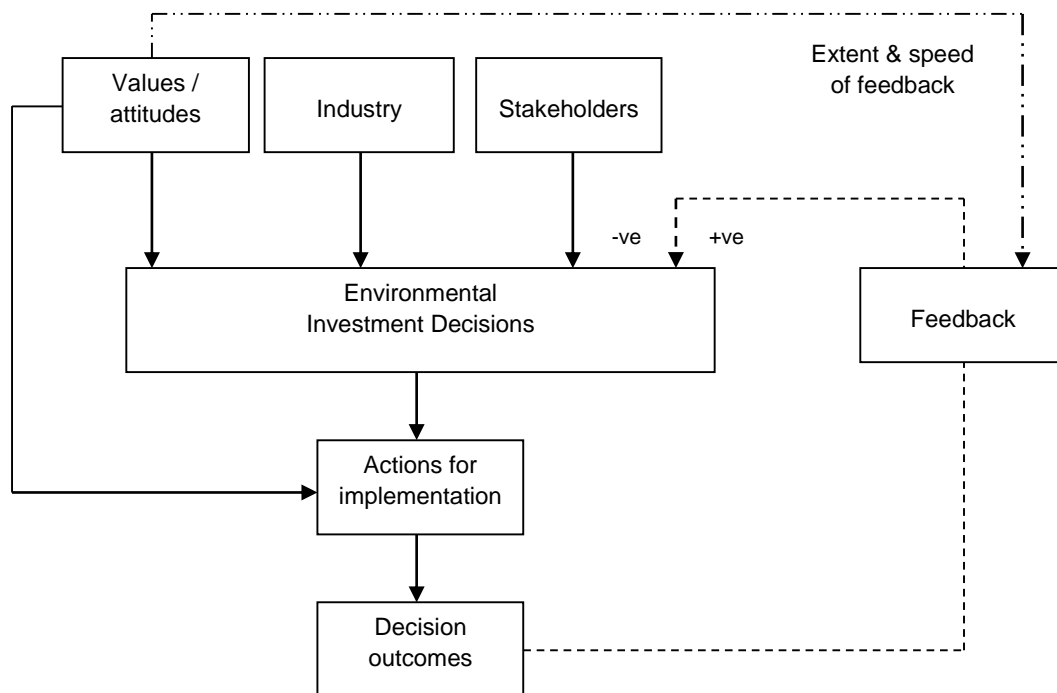 Values /
attitudes
Industry
Stakeholders
Extent & speed
of feedback
-ve
+ve
Environmental
Investment Decisions
Feedback
Actions for
implementation
Decision
outcomes